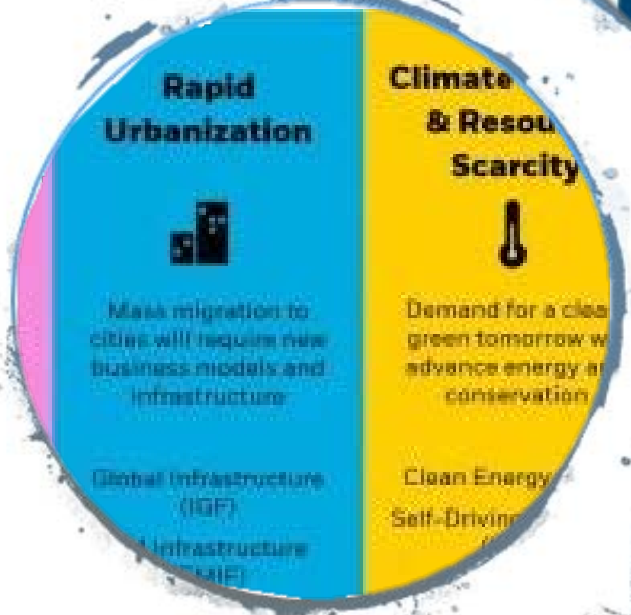 Rapid
Urbanization
Mass migration to
cities will require new
business models and
infrastructure
Global Infrastructure
(IGF)
Infrastructure
Climate
& Resou
Scarcity
Demand for a clea
green tomorrow w
advance energy a
conservation
Clean Energy
Self-Driving